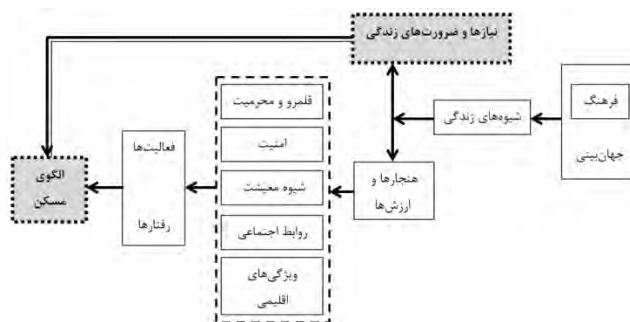 نیازها و ضرورت‌های زندگی
فرهنگ
جهان‌بینی
شیوه‌های زندگی
هنجارها و
ارزش‌ها
قلمرو و محرمیت
امنیت
شیوه معیشت
روابط اجتماعی
ویژگی‌های
اقلیمی
فعالیت‌ها
رفتارها
الگوی
مسکن